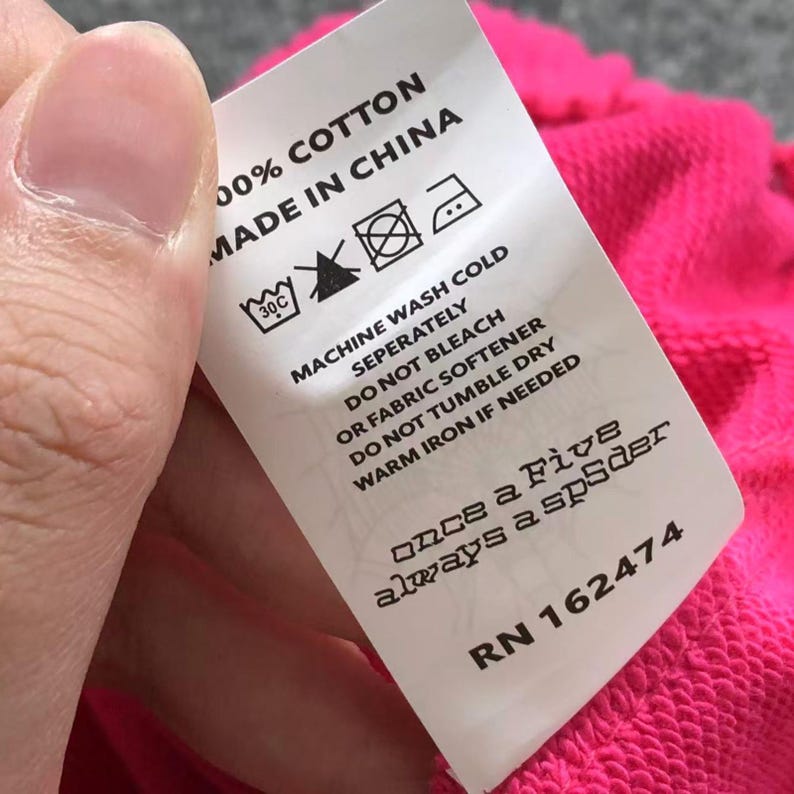 00% COTTON
MADE IN CHINA
30C
MACHINE WASH COLD
SEPERATELY
DO NOT BLEACH
OR FABRIC SOFTENER
DO NOT TUMBLE DRY
WARM IRON IF NEEDED
once a Five
always a sp5der
RN 162474